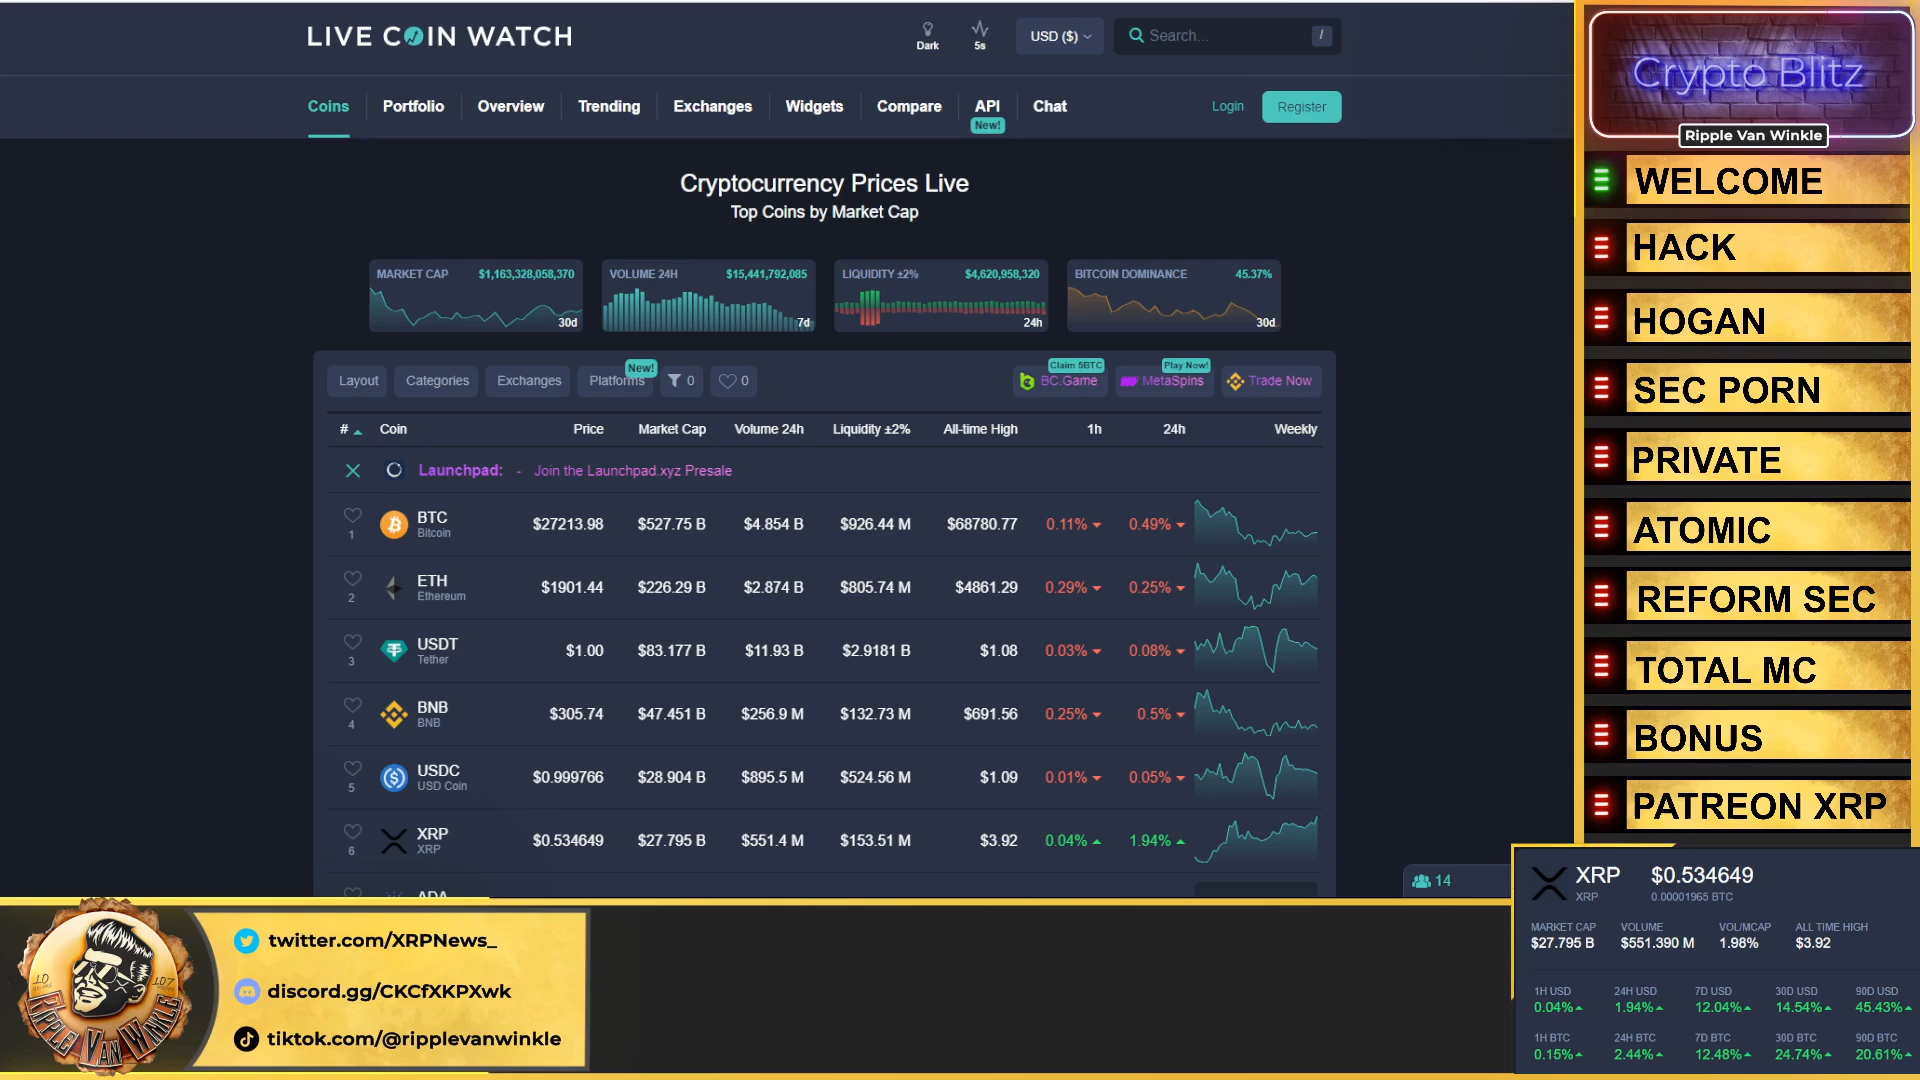 LIVE COIN WATCH
Dark
5s
USD ($)
Search...
/
Coins
Portfolio
Overview
Trending
Exchanges
Widgets
Compare
API
New!
Chat
Login
Register
Cryptocurrency Prices Live
Top Coins by Market Cap
MARKET CAP $1,163,328,058,370
30d
VOLUME 24H $15,441,792,085
7d
LIQUIDITY ±2% $4,620,958,320
24h
BITCOIN DOMINANCE 45.37%
30d
Layout
Categories
Exchanges
Platforms
New!
0
0
Claim 5BTC
BC.Game
Play Now!
MetaSpins
Trade Now
# Coin Price Market Cap Volume 24h Liquidity ±2% All-time High 1h 24h Weekly
Launchpad: - Join the Launchpad.xyz Presale
1 BTC Bitcoin $27213.98 $527.75 B $4.854 B $926.44 M $68780.77 0.11% 0.49%
2 ETH Ethereum $1901.44 $226.29 B $2.874 B $805.74 M $4861.29 0.29% 0.25%
3 USDT Tether $1.00 $83.177 B $11.93 B $2.9181 B $1.08 0.03% 0.08%
4 BNB BNB $305.74 $47.451 B $256.9 M $132.73 M $691.56 0.25% 0.5%
5 USDC USD Coin $0.999766 $28.904 B $895.5 M $524.56 M $1.09 0.01% 0.05%
6 XRP XRP $0.534649 $27.795 B $551.4 M $153.51 M $3.92 0.04% 1.94%
ADA
14
Crypto Blitz
Ripple Van Winkle
WELCOME
HACK
HOGAN
SEC PORN
PRIVATE
ATOMIC
REFORM SEC
TOTAL MC
BONUS
PATREON XRP
XRP $0.534649
XRP 0.00001965 BTC
MARKET CAP VOLUME VOL/MCAP ALL TIME HIGH
$27.795 B $551.390 M 1.98% $3.92
1H USD 24H USD 7D USD 30D USD 90D USD
0.04% 1.94% 12.04% 14.54% 45.43%
1H BTC 24H BTC 7D BTC 30D BTC 90D BTC
0.15% 2.44% 12.48% 24.74% 20.61%
RIPPLE VAN WINKLE
twitter.com/XRPNews_
discord.gg/CKCfXKPXwk
tiktok.com/@ripplevanwinkle